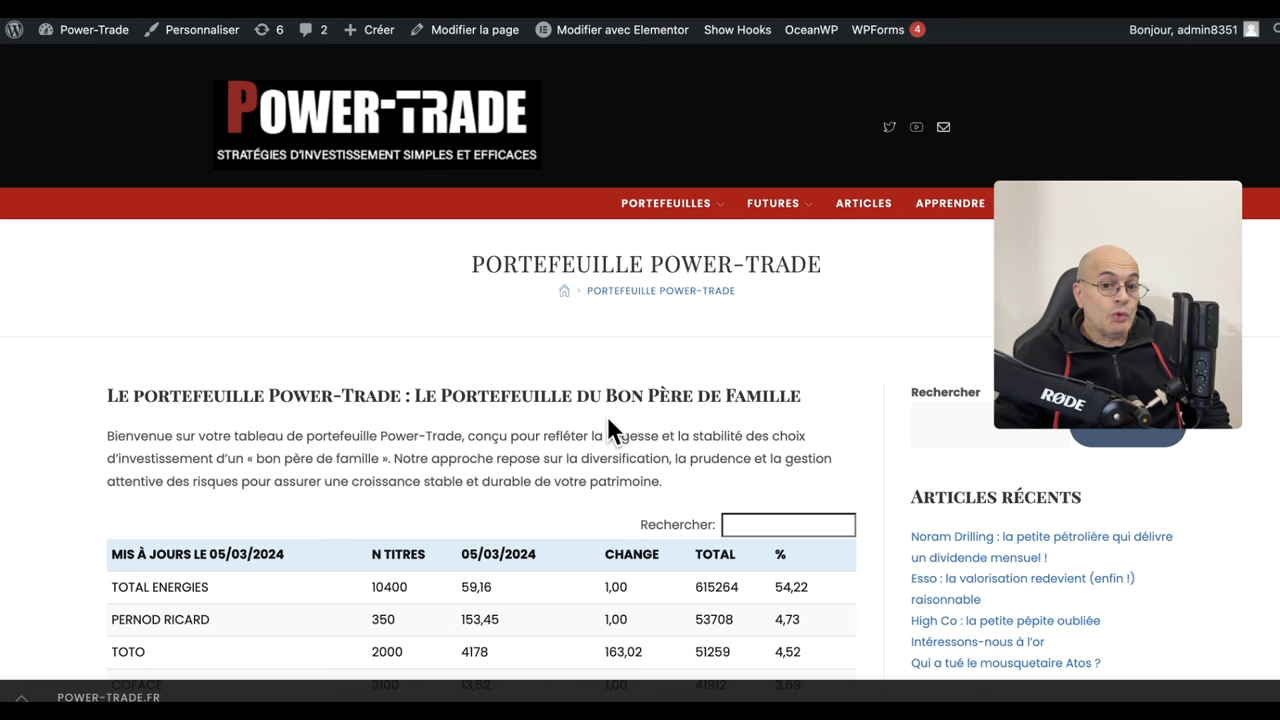 Power-Trade Personnaliser 6 2 Créer Modifier la page Modifier avec Elementor Show Hooks OceanWP WPForms 4 Bonjour, admin8351
POWER-TRADE
STRATÉGIES D'INVESTISSEMENT SIMPLES ET EFFICACES
PORTEFEUILLES FUTURES ARTICLES APPRENDRE
PORTEFEUILLE POWER-TRADE
> PORTEFEUILLE POWER-TRADE
RØDE
Le portefeuille Power-Trade : Le Portefeuille du Bon Père de Famille
Bienvenue sur votre tableau de portefeuille Power-Trade, conçu pour refléter la et la stabilité des choix
d'investissement d'un « bon père de famille ». Notre approche repose sur la diversification, la prudence et la gestion
attentive des risques pour assurer une croissance stable et durable de votre patrimoine.
Rechercher:
MIS À JOURS LE 05/03/2024 N TITRES 05/03/2024 CHANGE TOTAL %
TOTAL ENERGIES 10400 59,16 1,00 615264 54,22
PERNOD RICARD 350 153,45 1,00 53708 4,73
TOTO 2000 4178 163,02 51259 4,52
COFACE 3100 13,52 1,00 41912 3,69
Rechercher
Articles récents
Noram Drilling : la petite pétrolière qui délivre
un dividende mensuel !
Esso : la valorisation redevient (enfin !)
raisonnable
High Co : la petite pépite oubliée
Intéressons-nous à l'or
Qui a tué le mousquetaire Atos ?
POWER-TRADE.FR